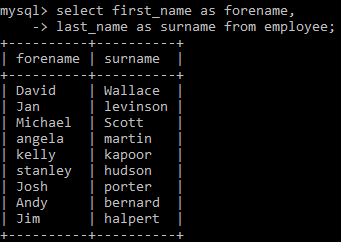 mysql> select first_name as forename,
    -> last_name as surname from employee;
+----------+----------+
| forename | surname  |
+----------+----------+
| David    | Wallace  |
| Jan      | levinson |
| Michael  | Scott    |
| angela   | martin   |
| kelly    | kapoor   |
| stanley  | hudson   |
| Josh     | porter   |
| Andy     | bernard  |
| Jim      | halpert  |
+----------+----------+